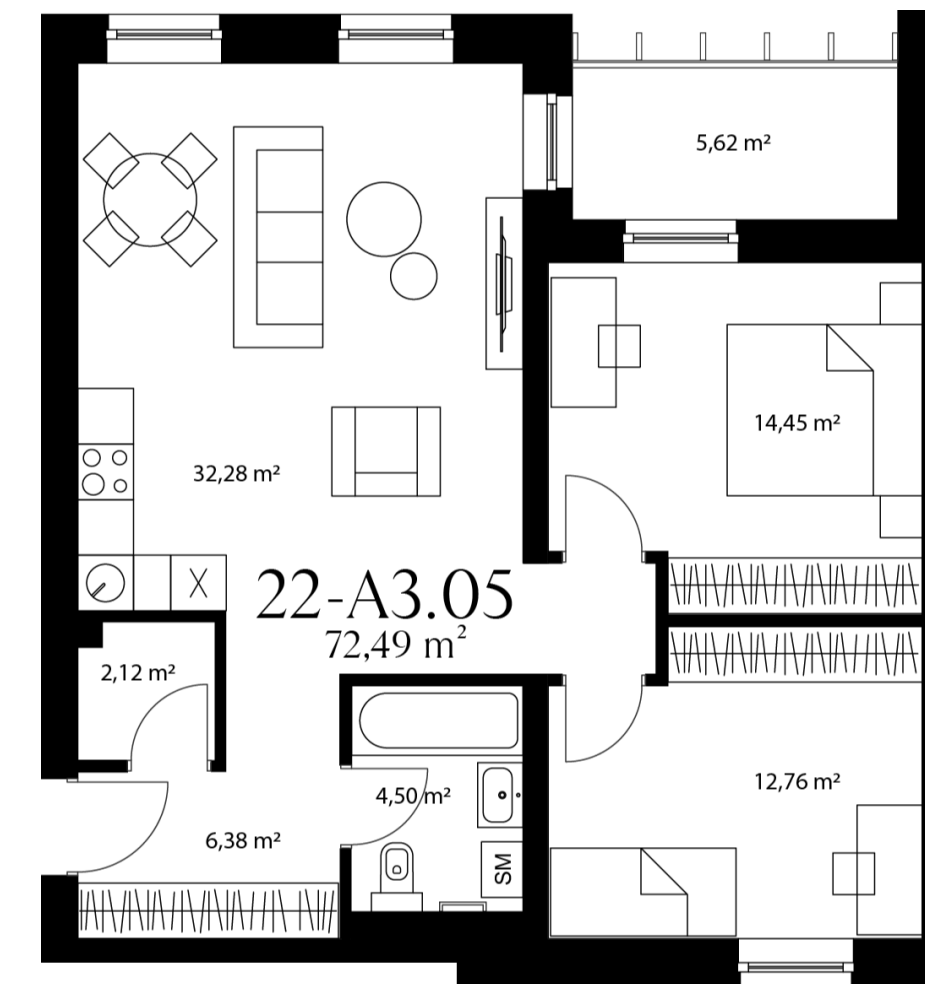 5,62 m²
14,45 m²
32,28 m²
22-A3.05
72,49 m²
2,12 m²
4,50 m²
12,76 m²
6,38 m²
SM